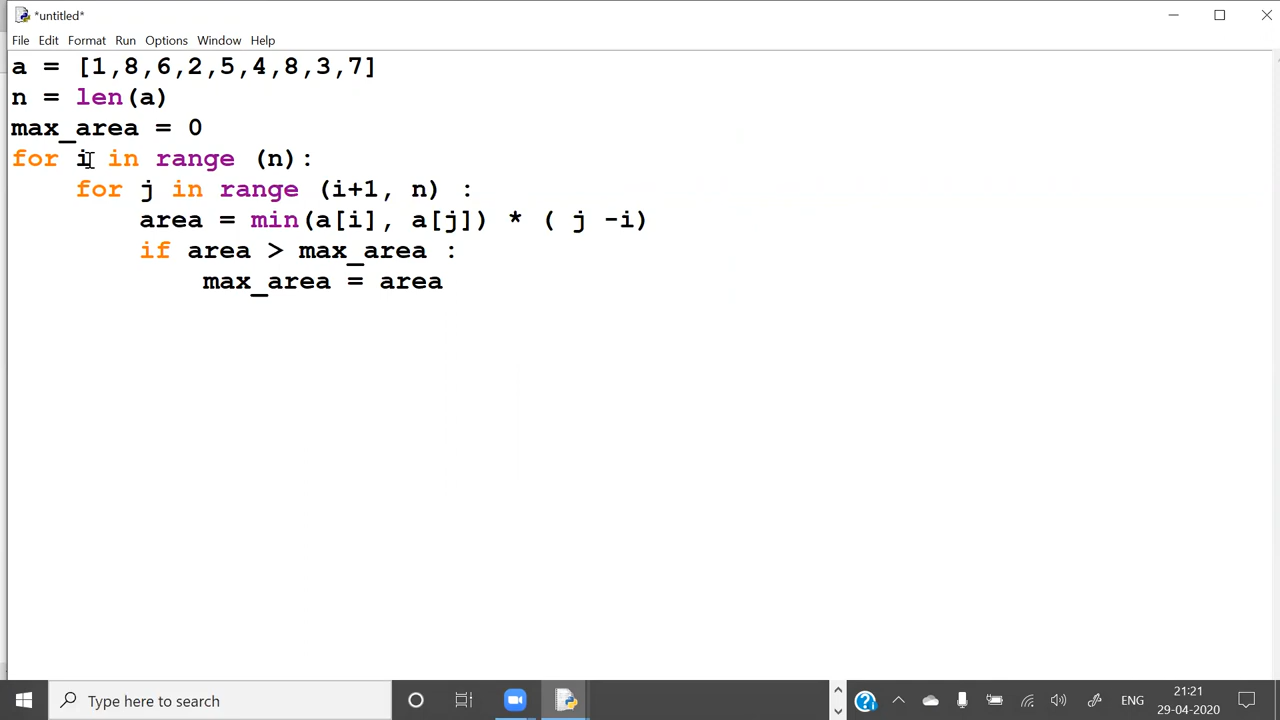 *untitled*
File Edit Format Run Options Window Help
a = [1,8,6,2,5,4,8,3,7]
n = len(a)
max_area = 0
for i in range (n):
    for j in range (i+1, n) :
        area = min(a[i], a[j]) * ( j -i)
        if area > max_area :
            max_area = area
Type here to search
ENG
21:21
29-04-2020